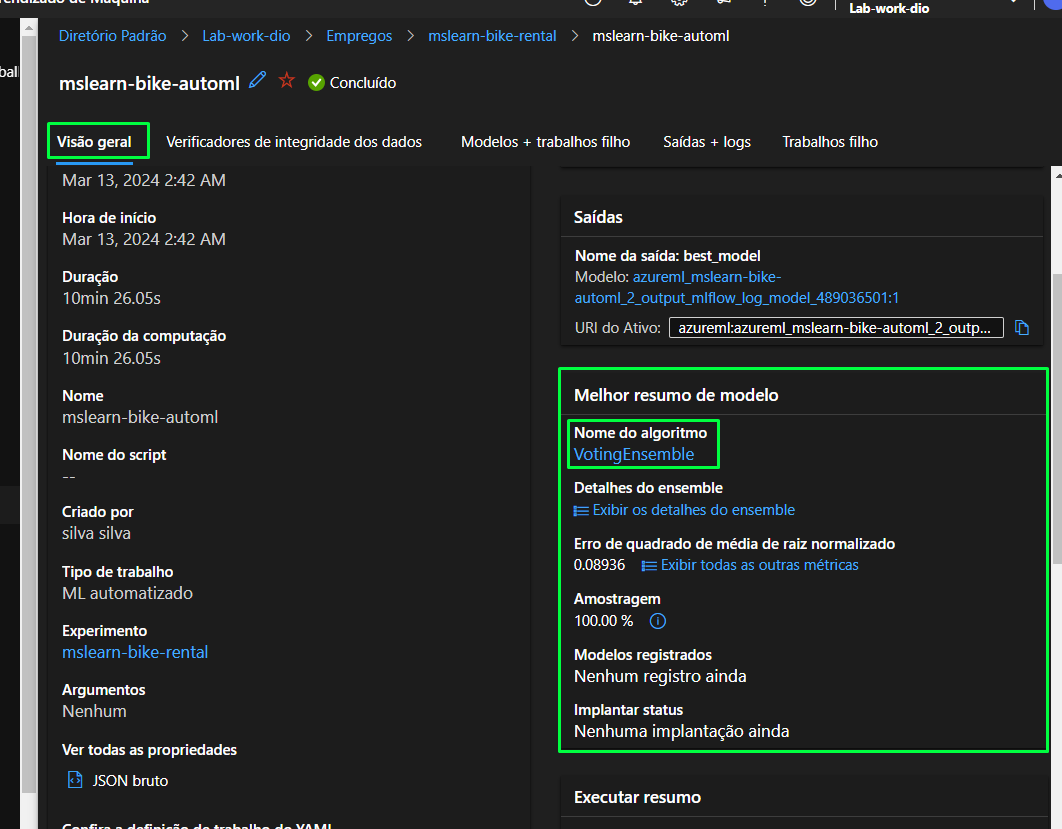 Lab-work-dio
Diretório Padrão > Lab-work-dio > Empregos > mslearn-bike-rental > mslearn-bike-automl
mslearn-bike-automl Concluído
Visão geral Verificadores de integridade dos dados Modelos + trabalhos filho Saídas + logs Trabalhos filho
Mar 13, 2024 2:42 AM
Hora de início
Mar 13, 2024 2:42 AM
Duração
10min 26.05s
Duração da computação
10min 26.05s
Nome
mslearn-bike-automl
Nome do script
--
Criado por
silva silva
Tipo de trabalho
ML automatizado
Experimento
mslearn-bike-rental
Argumentos
Nenhum
Ver todas as propriedades
JSON bruto
Confira a definição de trabalho do YAML
Saídas
Nome da saída: best_model
Modelo: azureml_mslearn-bike-
automl_2_output_mlflow_log_model_489036501:1
URI do Ativo: azureml:azureml_mslearn-bike-automl_2_outp...
Melhor resumo de modelo
Nome do algoritmo
VotingEnsemble
Detalhes do ensemble
Exibir os detalhes do ensemble
Erro de quadrado de média de raiz normalizado
0.08936 Exibir todas as outras métricas
Amostragem
100.00 %
Modelos registrados
Nenhum registro ainda
Implantar status
Nenhuma implantação ainda
Executar resumo